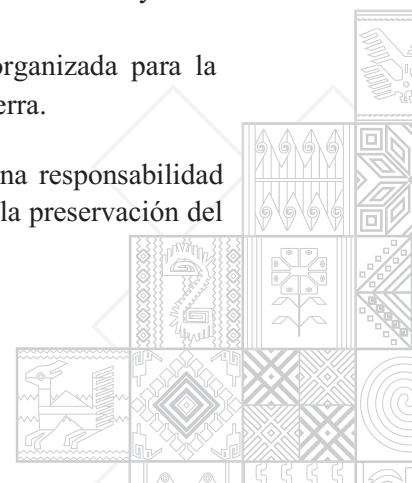 organizada para la
erra.
na responsabilidad
la preservación del